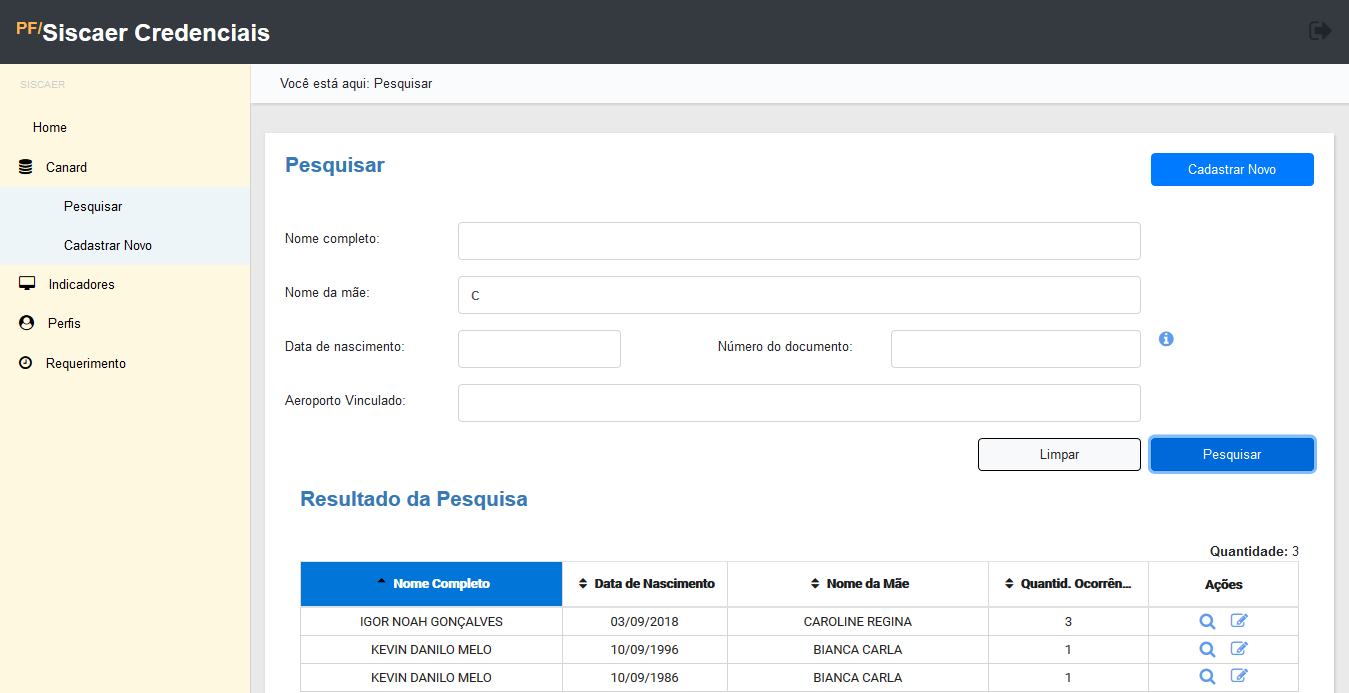 PF/Siscaer Credenciais
SISCAER
Você está aqui: Pesquisar
Home
Canard
Pesquisar
Cadastrar Novo
Indicadores
Perfis
Requerimento
Pesquisar
Cadastrar Novo
Nome completo:
Nome da mãe: C
Data de nascimento: Número do documento:
Aeroporto Vinculado:
Limpar Pesquisar
Resultado da Pesquisa
Quantidade: 3
Nome Completo Data de Nascimento Nome da Mãe Quantid. Ocorrên... Ações
IGOR NOAH GONÇALVES 03/09/2018 CAROLINE REGINA 3
KEVIN DANILO MELO 10/09/1996 BIANCA CARLA 1
KEVIN DANILO MELO 10/09/1986 BIANCA CARLA 1